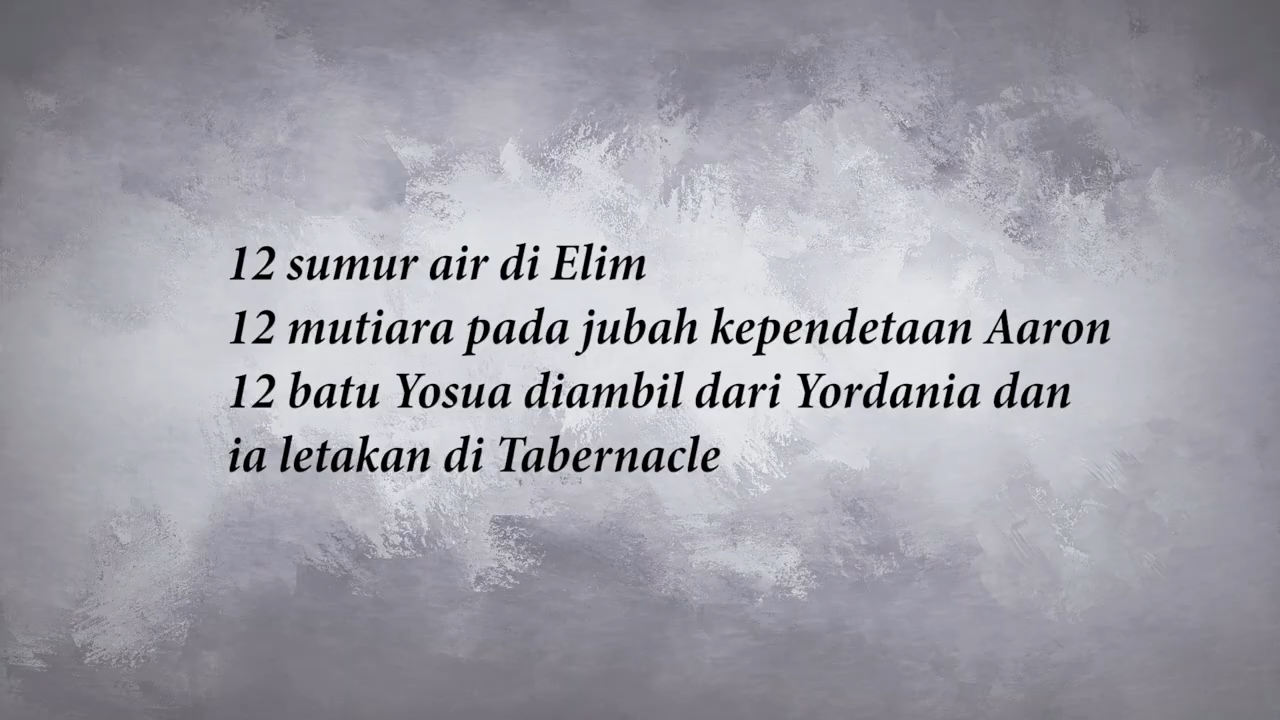 12 sumur air di Elim
12 mutiara pada jubah kependetaan Aaron
12 batu Yosua diambil dari Yordania dan
ia letakan di Tabernacle